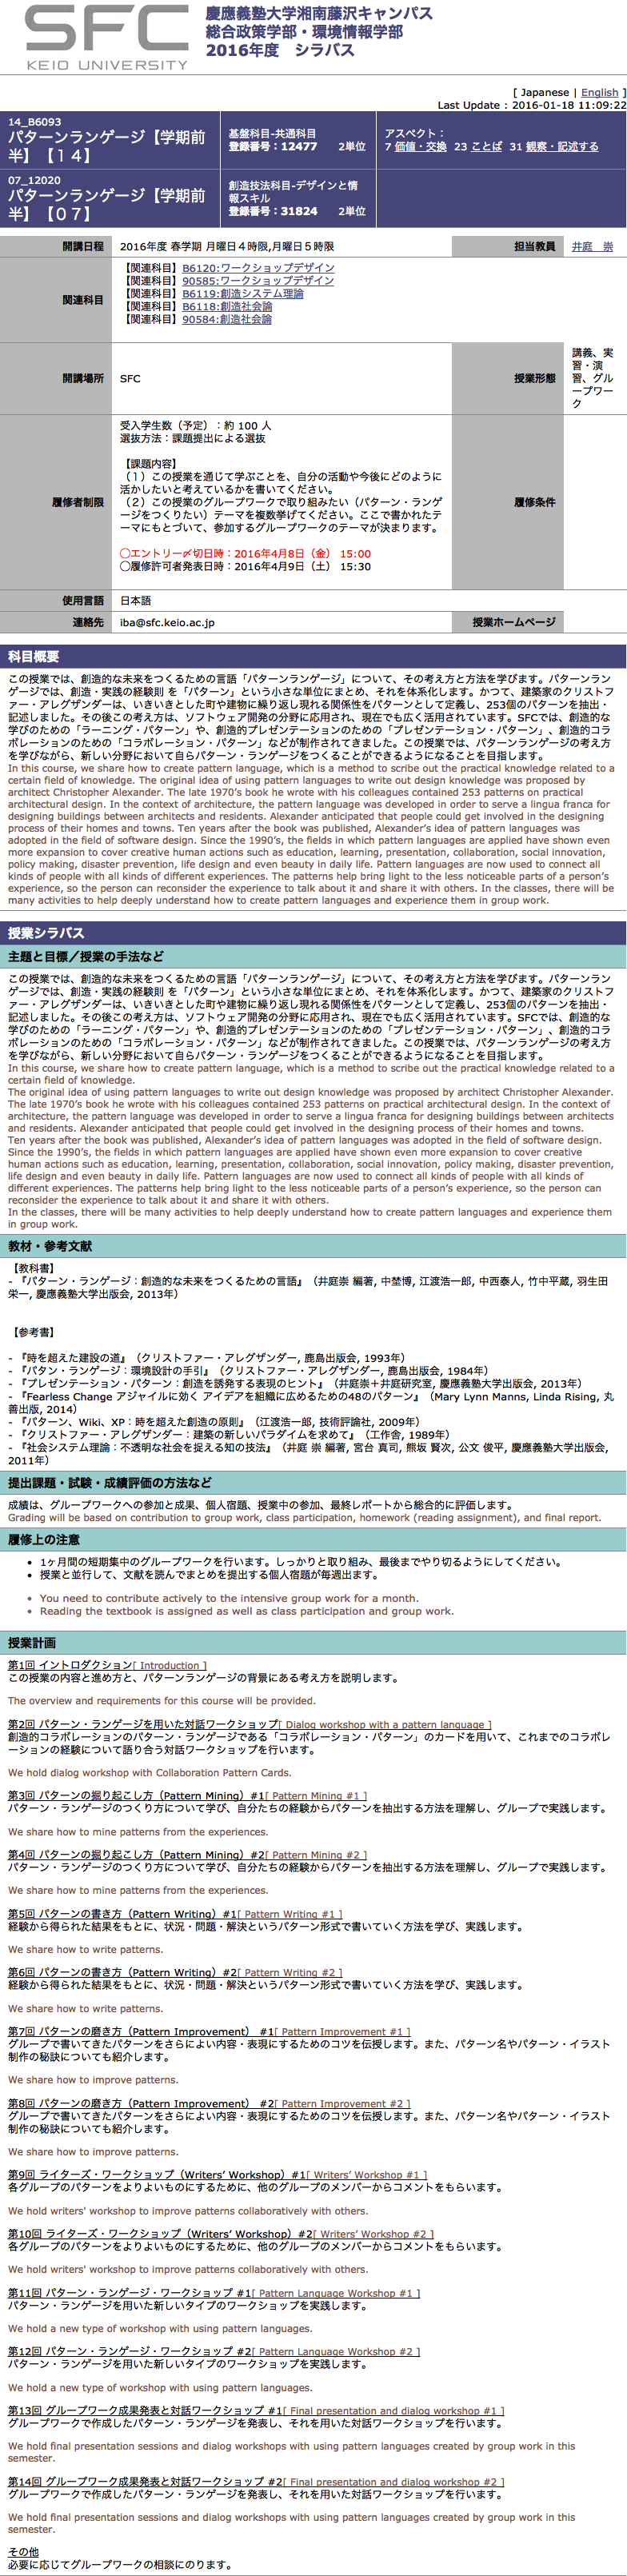 SFC
KEIO UNIVERSITY
慶應義塾大学湘南藤沢キャンパス
総合政策学部・環境情報学部
2016年度　シラバス
[ Japanese | English ]
Last Update : 2016-01-18 11:09:22
14_B6093
パターンランゲージ【学期前
半】【１４】
基盤科目-共通科目
登録番号：12477 2単位
アスペクト：
7 価値・交換 23 ことば 31 観察・記述する
07_12020
パターンランゲージ【学期前
半】【０７】
創造技法科目-デザインと情
報スキル
登録番号：31824 2単位
開講日程 2016年度 春学期 月曜日４時限,月曜日５時限 担当教員 井庭　崇
関連科目
【関連科目】B6120:ワークショップデザイン
【関連科目】90585:ワークショップデザイン
【関連科目】B6119:創造システム理論
【関連科目】B6118:創造社会論
【関連科目】90584:創造社会論
開講場所 SFC 授業形態
講義、実
習・演
習、グル
ープワー
ク
履修者制限
受入学生数（予定）：約 100 人
選抜方法：課題提出による選抜
【課題内容】
（１）この授業を通じて学ぶことを、自分の活動や今後にどのように
活かしたいと考えているかを書いてください。
（２）この授業のグループワークで取り組みたい（パターン・ランゲ
ージをつくりたい）テーマを複数挙げてください。ここで書かれたテ
ーマにもとづいて、参加するグループワークのテーマが決まります。
◯エントリー〆切日時：2016年4月8日（金） 15:00
◯履修許可者発表日時：2016年4月9日（土） 15:30
履修条件
使用言語 日本語
連絡先 iba@sfc.keio.ac.jp 授業ホームページ
科目概要
この授業では、創造的な未来をつくるための言語「パターンランゲージ」について、その考え方と方法を学びます。パターンラン
ゲージでは、創造・実践の経験則 を「パターン」という小さな単位にまとめ、それを体系化します。かつて、建築家のクリストフ
ァー・アレグザンダーは、いきいきとした町や建物に繰り返し現れる関係性をパターンとして定義し、253個のパターンを抽出・
記述しました。その後この考え方は、ソフトウェア開発の分野に応用され、現在でも広く活用されています。SFCでは、創造的な
学びのための「ラーニング・パターン」や、創造的プレゼンテーションのための「プレゼンテーション・パターン」、創造的コラ
ボレーションのための「コラボレーション・パターン」などが制作されてきました。この授業では、パターンランゲージの考え方
を学びながら、新しい分野において自らパターン・ランゲージをつくることができるようになることを目指します。
In this course, we share how to create pattern language, which is a method to scribe out the practical knowledge related to a
certain field of knowledge. The original idea of using pattern languages to write out design knowledge was proposed by
architect Christopher Alexander. The late 1970’s book he wrote with his colleagues contained 253 patterns on practical
architectural design. In the context of architecture, the pattern language was developed in order to serve a lingua franca for
designing buildings between architects and residents. Alexander anticipated that people could get involved in the designing
process of their homes and towns. Ten years after the book was published, Alexander’s idea of pattern languages was
adopted in the field of software design. Since the 1990’s, the fields in which pattern languages are applied have shown even
more expansion to cover creative human actions such as education, learning, presentation, collaboration, social innovation,
policy making, disaster prevention, life design and even beauty in daily life. Pattern languages are now used to connect all
kinds of people with all kinds of different experiences. The patterns help bring light to the less noticeable parts of a person’s
experience, so the person can reconsider the experience to talk about it and share it with others. In the classes, there will be
many activities to help deeply understand how to create pattern languages and experience them in group work.
授業シラバス
主題と目標／授業の手法など
この授業では、創造的な未来をつくるための言語「パターンランゲージ」について、その考え方と方法を学びます。パターンラン
ゲージでは、創造・実践の経験則 を「パターン」という小さな単位にまとめ、それを体系化します。かつて、建築家のクリストフ
ァー・アレグザンダーは、いきいきとした町や建物に繰り返し現れる関係性をパターンとして定義し、253個のパターンを抽出・
記述しました。その後この考え方は、ソフトウェア開発の分野に応用され、現在でも広く活用されています。SFCでは、創造的な
学びのための「ラーニング・パターン」や、創造的プレゼンテーションのための「プレゼンテーション・パターン」、創造的コラ
ボレーションのための「コラボレーション・パターン」などが制作されてきました。この授業では、パターンランゲージの考え方
を学びながら、新しい分野において自らパターン・ランゲージをつくることができるようになることを目指します。
In this course, we share how to create pattern language, which is a method to scribe out the practical knowledge related to a
certain field of knowledge.
The original idea of using pattern languages to write out design knowledge was proposed by architect Christopher Alexander.
The late 1970’s book he wrote with his colleagues contained 253 patterns on practical architectural design. In the context of
architecture, the pattern language was developed in order to serve a lingua franca for designing buildings between architects
and residents. Alexander anticipated that people could get involved in the designing process of their homes and towns.
Ten years after the book was published, Alexander’s idea of pattern languages was adopted in the field of software design.
Since the 1990’s, the fields in which pattern languages are applied have shown even more expansion to cover creative
human actions such as education, learning, presentation, collaboration, social innovation, policy making, disaster prevention,
life design and even beauty in daily life. Pattern languages are now used to connect all kinds of people with all kinds of
different experiences. The patterns help bring light to the less noticeable parts of a person’s experience, so the person can
reconsider the experience to talk about it and share it with others.
In the classes, there will be many activities to help deeply understand how to create pattern languages and experience them
in group work.
教材・参考文献
【教科書】
- 『パターン・ランゲージ：創造的な未来をつくるための言語』（井庭崇 編著, 中埜博, 江渡浩一郎, 中西泰人, 竹中平蔵, 羽生田
栄一, 慶應義塾大学出版会, 2013年）
【参考書】
- 『時を超えた建設の道』（クリストファー・アレグザンダー, 鹿島出版会, 1993年）
- 『パタン・ランゲージ：環境設計の手引』（クリストファー・アレグザンダー, 鹿島出版会, 1984年）
- 『プレゼンテーション・パターン：創造を誘発する表現のヒント』（井庭崇＋井庭研究室, 慶應義塾大学出版会, 2013年）
- 『Fearless Change アジャイルに効く アイデアを組織に広めるための48のパターン』（Mary Lynn Manns, Linda Rising, 丸
善出版, 2014）
- 『パターン、Wiki、XP：時を超えた創造の原則』（江渡浩一郎, 技術評論社, 2009年）
- 『クリストファー・アレグザンダー：建築の新しいパラダイムを求めて』（工作舎, 1989年）
- 『社会システム理論：不透明な社会を捉える知の技法』（井庭 崇 編著, 宮台 真司, 熊坂 賢次, 公文 俊平, 慶應義塾大学出版会,
2011年）
提出課題・試験・成績評価の方法など
成績は、グループワークへの参加と成果、個人宿題、授業中の参加、最終レポートから総合的に評価します。
Grading will be based on contribution to group work, class participation, homework (reading assignment), and final report.
履修上の注意
• 1ヶ月間の短期集中のグループワークを行います。しっかりと取り組み、最後までやり切るようにしてください。
• 授業と並行して、文献を読んでまとめを提出する個人宿題が毎週出ます。
• You need to contribute actively to the intensive group work for a month.
• Reading the textbook is assigned as well as class participation and group work.
授業計画
第1回 イントロダクション[ Introduction ]
この授業の内容と進め方と、パターンランゲージの背景にある考え方を説明します。
The overview and requirements for this course will be provided.
第2回 パターン・ランゲージを用いた対話ワークショップ[ Dialog workshop with a pattern language ]
創造的コラボレーションのパターン・ランゲージである「コラボレーション・パターン」のカードを用いて、これまでのコラボレ
ーションの経験について語り合う対話ワークショップを行います。
We hold dialog workshop with Collaboration Pattern Cards.
第3回 パターンの掘り起こし方（Pattern Mining）#1[ Pattern Mining #1 ]
パターン・ランゲージのつくり方について学び、自分たちの経験からパターンを抽出する方法を理解し、グループで実践します。
We share how to mine patterns from the experiences.
第4回 パターンの掘り起こし方（Pattern Mining）#2[ Pattern Mining #2 ]
パターン・ランゲージのつくり方について学び、自分たちの経験からパターンを抽出する方法を理解し、グループで実践します。
We share how to mine patterns from the experiences.
第5回 パターンの書き方（Pattern Writing）#1[ Pattern Writing #1 ]
経験から得られた結果をもとに、状況・問題・解決というパターン形式で書いていく方法を学び、実践します。
We share how to write patterns.
第6回 パターンの書き方（Pattern Writing）#2[ Pattern Writing #2 ]
経験から得られた結果をもとに、状況・問題・解決というパターン形式で書いていく方法を学び、実践します。
We share how to write patterns.
第7回 パターンの磨き方（Pattern Improvement） #1[ Pattern Improvement #1 ]
グループで書いてきたパターンをさらによい内容・表現にするためのコツを伝授します。また、パターン名やパターン・イラスト
制作の秘訣についても紹介します。
We share how to improve patterns.
第8回 パターンの磨き方（Pattern Improvement） #2[ Pattern Improvement #2 ]
グループで書いてきたパターンをさらによい内容・表現にするためのコツを伝授します。また、パターン名やパターン・イラスト
制作の秘訣についても紹介します。
We share how to improve patterns.
第9回 ライターズ・ワークショップ（Writers’ Workshop）#1[ Writers’ Workshop #1 ]
各グループのパターンをよりよいものにするために、他のグループのメンバーからコメントをもらいます。
We hold writers' workshop to improve patterns collaboratively with others.
第10回 ライターズ・ワークショップ（Writers’ Workshop）#2[ Writers’ Workshop #2 ]
各グループのパターンをよりよいものにするために、他のグループのメンバーからコメントをもらいます。
We hold writers' workshop to improve patterns collaboratively with others.
第11回 パターン・ランゲージ・ワークショップ #1[ Pattern Language Workshop #1 ]
パターン・ランゲージを用いた新しいタイプのワークショップを実践します。
We hold a new type of workshop with using pattern languages.
第12回 パターン・ランゲージ・ワークショップ #2[ Pattern Language Workshop #2 ]
パターン・ランゲージを用いた新しいタイプのワークショップを実践します。
We hold a new type of workshop with using pattern languages.
第13回 グループワーク成果発表と対話ワークショップ #1[ Final presentation and dialog workshop #1 ]
グループワークで作成したパターン・ランゲージを発表し、それを用いた対話ワークショップを行います。
We hold final presentation sessions and dialog workshops with using pattern languages created by group work in this
semester.
第14回 グループワーク成果発表と対話ワークショップ #2[ Final presentation and dialog workshop #2 ]
グループワークで作成したパターン・ランゲージを発表し、それを用いた対話ワークショップを行います。
We hold final presentation sessions and dialog workshops with using pattern languages created by group work in this
semester.
その他
必要に応じてグループワークの相談にのります。